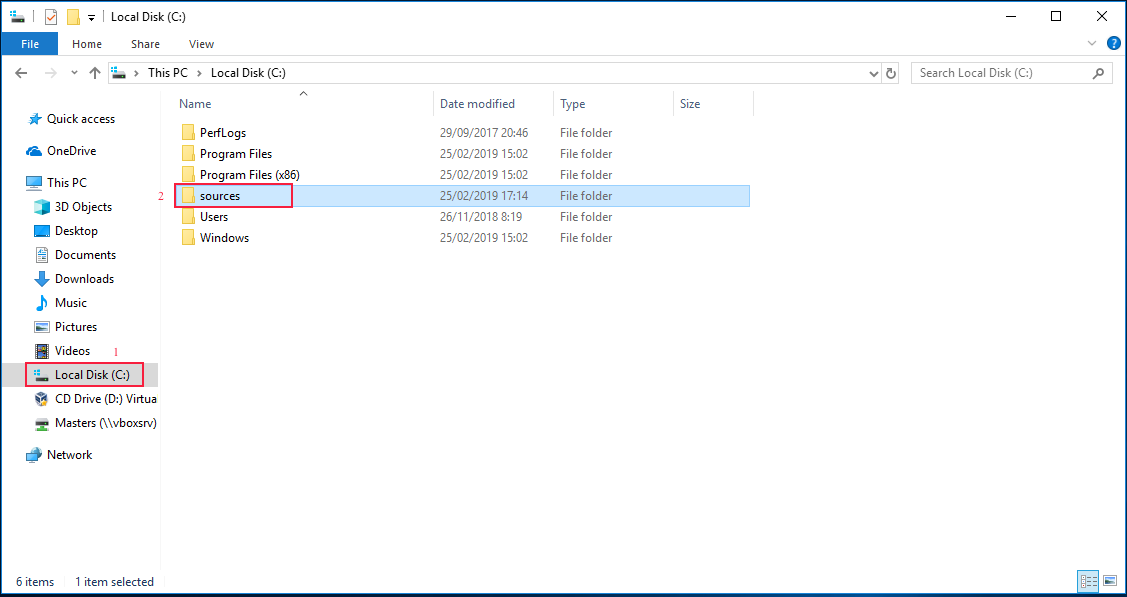 Local Disk (C:)
File Home Share View
This PC Local Disk (C:) Search Local Disk (C:)
Name Date modified Type Size
Quick access
OneDrive
This PC
3D Objects
Desktop
Documents
Downloads
Music
Pictures
Videos 1
Local Disk (C:)
CD Drive (D:) Virtua
Masters (\\vboxsrv)
Network
PerfLogs 29/09/2017 20:46 File folder
Program Files 25/02/2019 15:02 File folder
Program Files (x86) 25/02/2019 15:02 File folder
2 sources 25/02/2019 17:14 File folder
Users 26/11/2018 8:19 File folder
Windows 25/02/2019 15:02 File folder
6 items 1 item selected